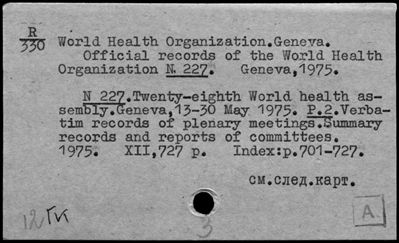 R
330
World Health Organization.Geneva.
Official records of the World Health
Organization N. 227. Geneva,1975.
N 227.Twenty-eighth World health as-
sembly.Geneva,13-30 May 1975. P.2.Verba-
tim records of plenary meetings.Summary
records and reports of committees.
1975. XII,727 p. Index:p.701-727.
см.след.карт.
12
3
A